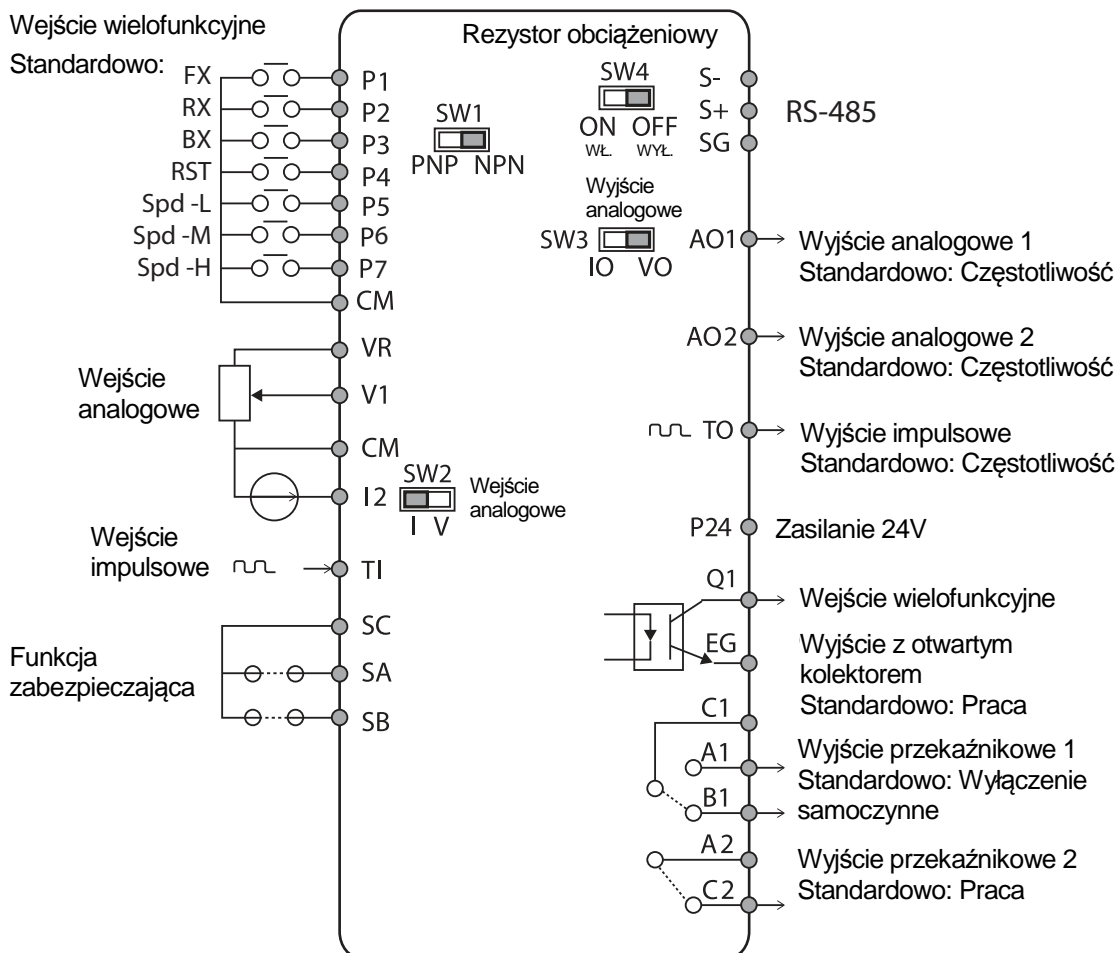 Wejście wielofunkcyjne
Standardowo:
FX
P1
RX
P2
BX
P3
RST
P4
Spd -L
P5
Spd -M
P6
Spd -H
P7
CM
SW1
PNP NPN
Rezystor obciążeniowy
SW4
ON OFF
WŁ. WYŁ.
S-
S+
SG
RS-485
Wyjście
analogowe
SW3
IO VO
AO1
Wyjście analogowe 1
Standardowo: Częstotliwość
AO2
Wyjście analogowe 2
Standardowo: Częstotliwość
TO
Wyjście impulsowe
Standardowo: Częstotliwość
P24
Zasilanie 24V
Wejście
analogowe
VR
V1
CM
I2
SW2
I V
Wejście
analogowe
Wejście
impulsowe
TI
Funkcja
zabezpieczająca
SC
SA
SB
Q1
Wejście wielofunkcyjne
EG
Wyjście z otwartym
kolektorem
Standardowo: Praca
C1
A1
B1
Wyjście przekaźnikowe 1
Standardowo: Wyłączenie
samoczynne
A2
C2
Wyjście przekaźnikowe 2
Standardowo: Praca